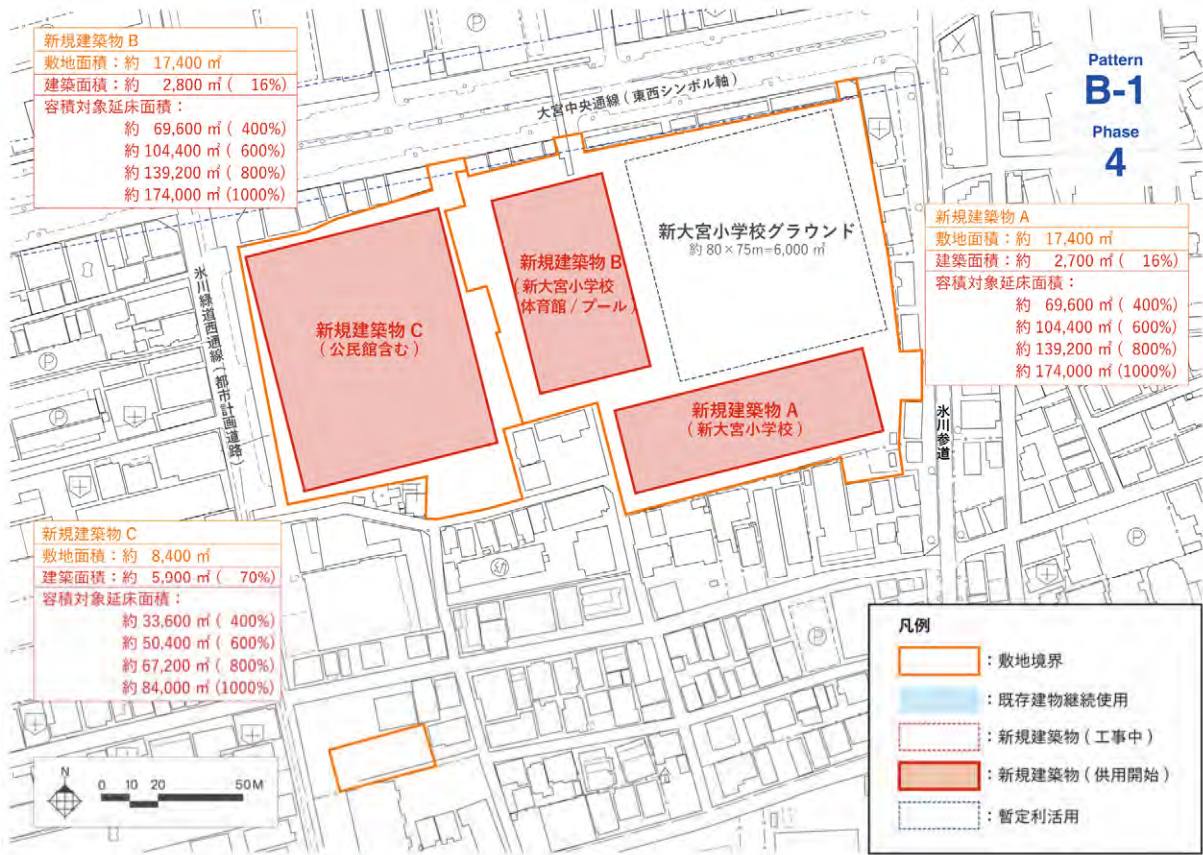 新規建築物 B
敷地面積：約 17,400 ㎡
建築面積：約 2,800 ㎡ ( 16%)
容積対象延床面積：
約 69,600 ㎡ ( 400%)
約 104,400 ㎡ ( 600%)
約 139,200 ㎡ ( 800%)
約 174,000 ㎡ (1000%)
大宮中央通線 ( 東西シンボル軸 )
Pattern
B-1
Phase
4
新規建築物 A
敷地面積：約 17,400 ㎡
建築面積：約 2,700 ㎡ ( 16%)
容積対象延床面積：
約 69,600 ㎡ ( 400%)
約 104,400 ㎡ ( 600%)
約 139,200 ㎡ ( 800%)
約 174,000 ㎡ (1000%)
新大宮小学校グラウンド
約 80×75m=6,000 ㎡
新規建築物 B
( 新大宮小学校
体育館 / プール )
新規建築物 C
( 公民館含む )
新規建築物 A
( 新大宮小学校 )
氷川緑道西通線 ( 都市計画道路 )
氷川参道
新規建築物 C
敷地面積：約 8,400 ㎡
建築面積：約 5,900 ㎡ ( 70%)
容積対象延床面積：
約 33,600 ㎡ ( 400%)
約 50,400 ㎡ ( 600%)
約 67,200 ㎡ ( 800%)
約 84,000 ㎡ (1000%)
幼
P
P
P
P
P
凡例
：敷地境界
：既存建物継続使用
：新規建築物 ( 工事中 )
：新規建築物 ( 供用開始 )
：暫定利活用
N
0 10 20 50M